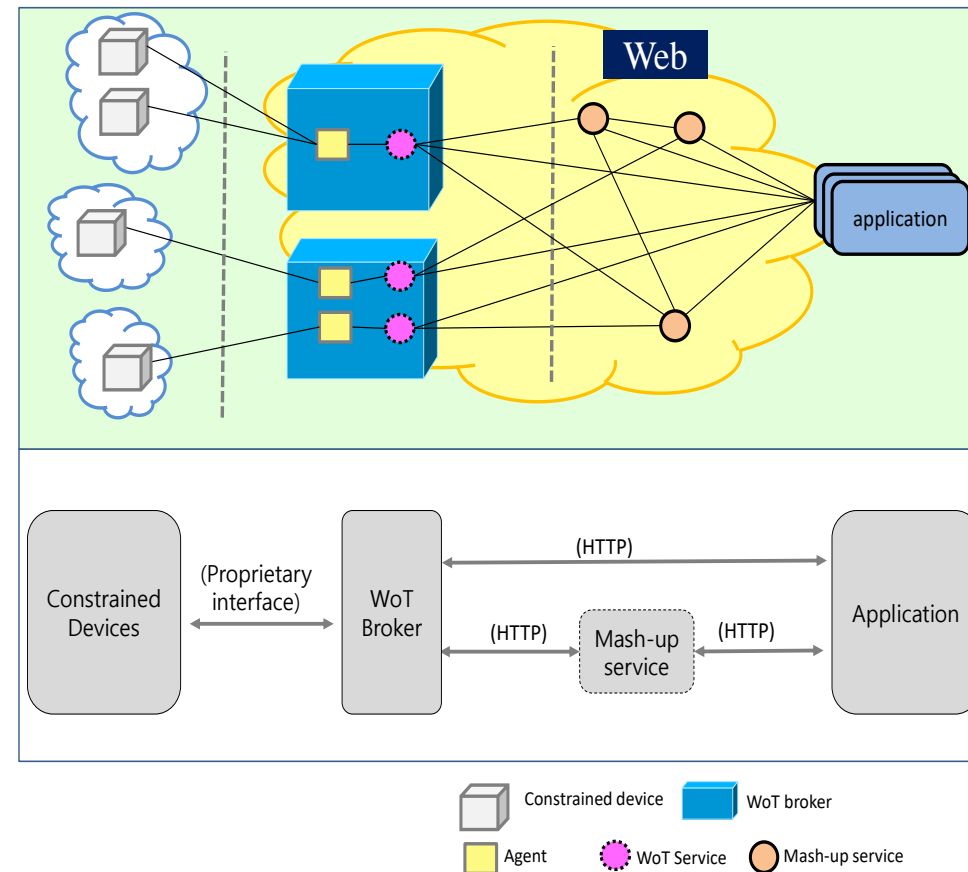 Web
application
(Proprietary
interface)
Constrained
Devices
WoT
Broker
(HTTP)
(HTTP)
Mash-up
service
(HTTP)
Application
Constrained device
WoT broker
Agent
WoT Service
Mash-up service